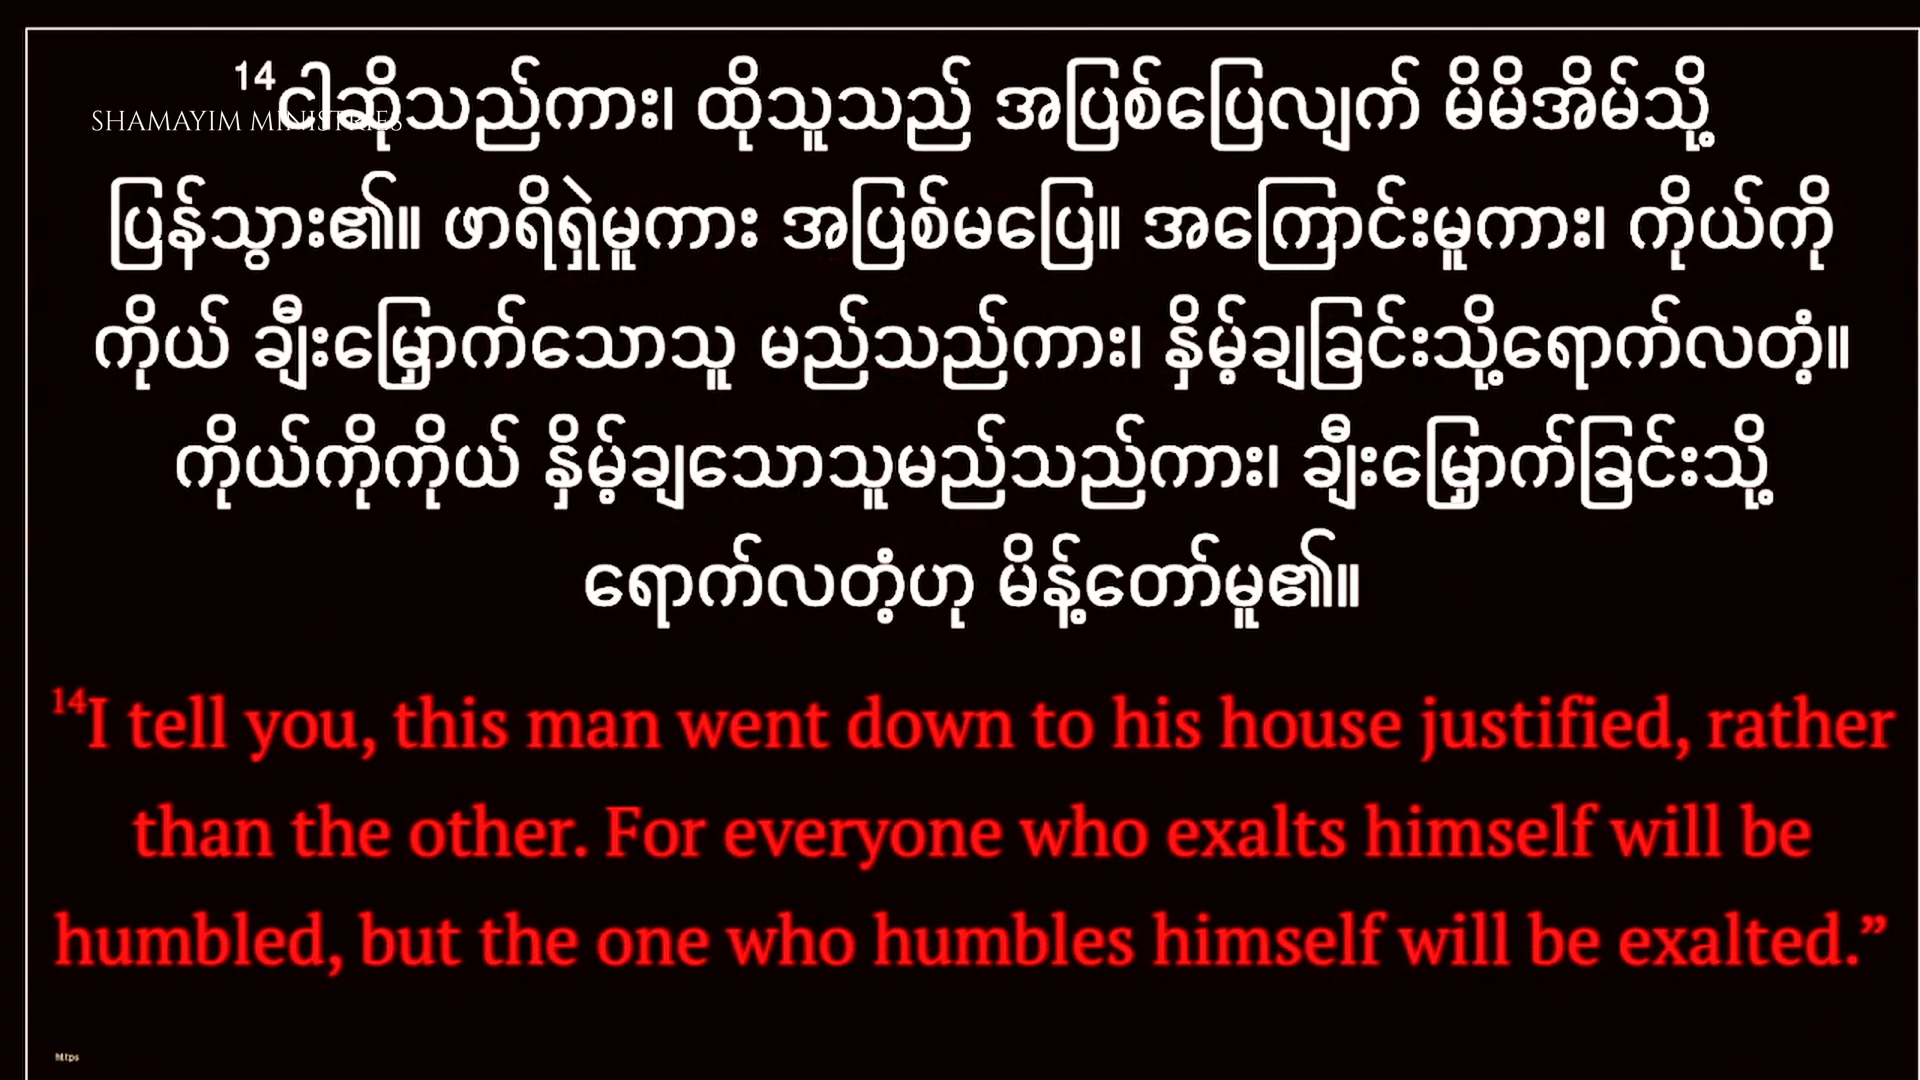 SHAMAYIM MINISTRIES
14ငါဆိုသည်ကား၊ ထိုသူသည် အပြစ်ပြေလျက် မိမိအိမ်သို့
ပြန်သွား၏။ ဖာရိရှဲမူကား အပြစ်မပြေ။ အကြောင်းမူကား၊ ကိုယ်ကို
ကိုယ် ချီးမြှောက်သောသူ မည်သည်ကား၊ နှိမ့်ချခြင်းသို့ရောက်လတံ့။
ကိုယ်ကိုကိုယ် နှိမ့်ချသောသူမည်သည်ကား၊ ချီးမြှောက်ခြင်းသို့
ရောက်လတံ့ဟု မိန့်တော်မူ၏။
14I tell you, this man went down to his house justified, rather
than the other. For everyone who exalts himself will be
humbled, but the one who humbles himself will be exalted.”
https